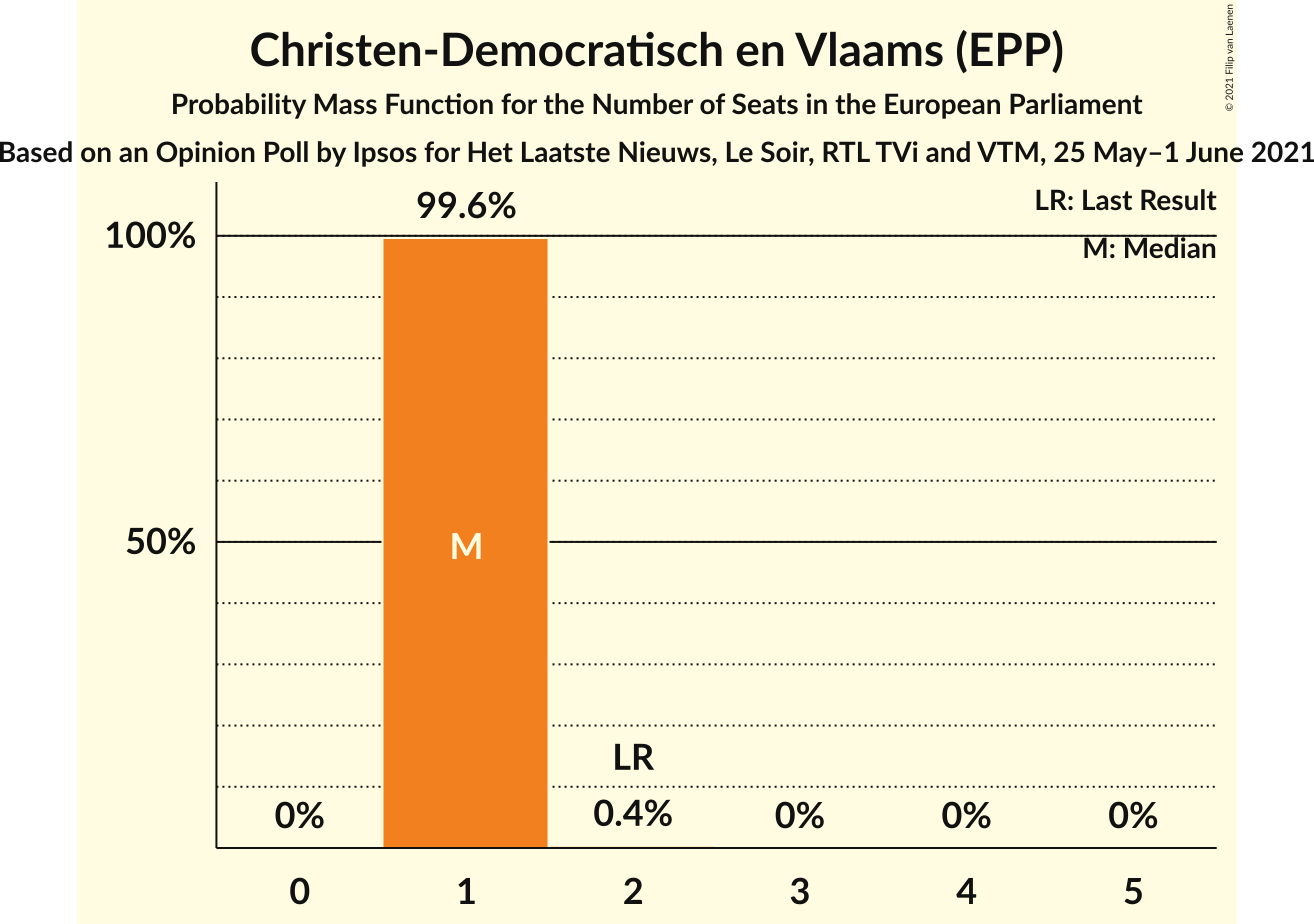 Christen-Democratisch en Vlaams (EPP)
Probability Mass Function for the Number of Seats in the European Parliament
Based on an Opinion Poll by Ipsos for Het Laatste Nieuws, Le Soir, RTL TVi and VTM, 25 May–1 June 2021
© 2021 Filip van Laenen
LR: Last Result
M: Median
99.6%
100%
50%
M
LR
0% 0.4% 0% 0% 0%
0 1 2 3 4 5